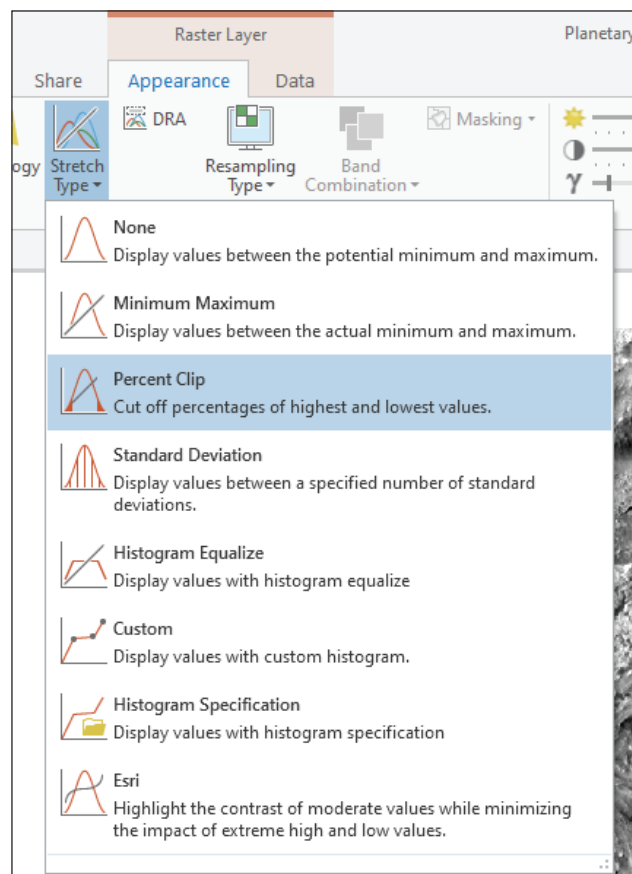 Raster Layer
Planetary
Share
Appearance
Data
ogy
Stretch
Type
DRA
Resampling
Type
Band
Combination
Masking
γ
None
Display values between the potential minimum and maximum.
Minimum Maximum
Display values between the actual minimum and maximum.
Percent Clip
Cut off percentages of highest and lowest values.
Standard Deviation
Display values between a specified number of standard
deviations.
Histogram Equalize
Display values with histogram equalize
Custom
Display values with custom histogram.
Histogram Specification
Display values with histogram specification
Esri
Highlight the contrast of moderate values while minimizing
the impact of extreme high and low values.